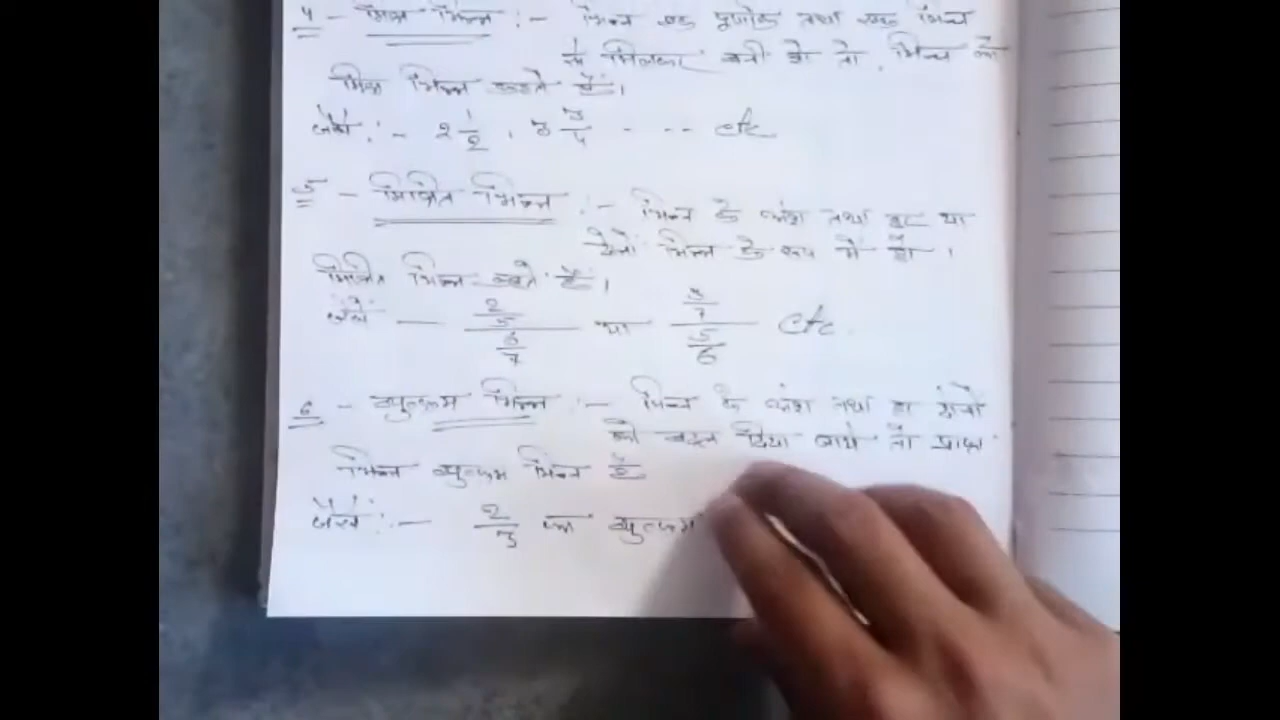 4 - मिश्र भिन्न :- भिन्न एक पूर्णांक तथा एक भिन्न
से मिलकर बनी हो तो, भिन्न को
मिश्र भिन्न कहते हैं।
जैसे :- 2 1/2, 3 3/4 - - - etc
5 - मिश्रित भिन्न :- भिन्न के अंश तथा हर या
दोनों भिन्न के रूप में हो।
मिश्रित भिन्न कहते हैं।
जैसे — (2/5)/(6/7) या (3/7)/(5/6) etc.
6 - व्युत्क्रम भिन्न :- भिन्न के अंश तथा हर दोनों
को बदल दिया जाये तो प्राप्त
भिन्न व्युत्क्रम भिन्न है
जैसे :- 2/3 का व्युत्क्रम